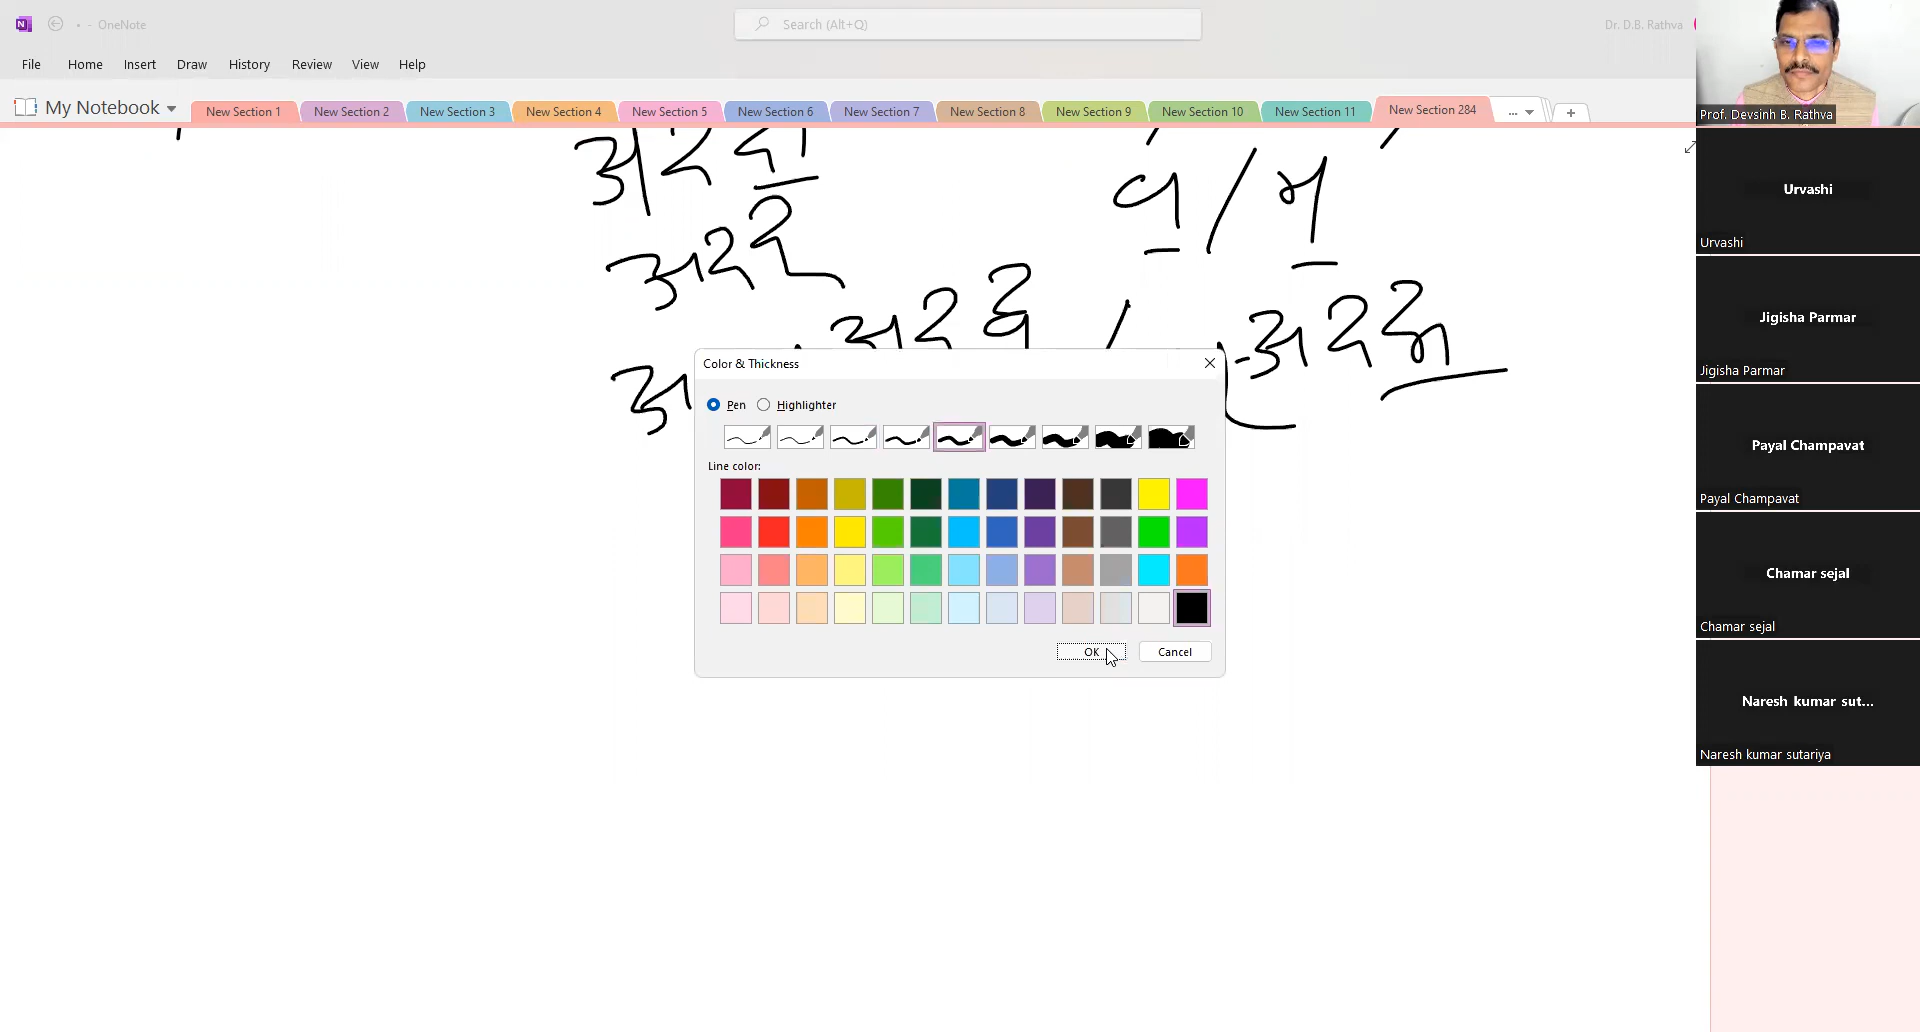 OneNote
Search (Alt+Q)
Dr. D.B. Rathva
File Home Insert Draw History Review View Help
My Notebook New Section 1 New Section 2 New Section 3 New Section 4 New Section 5 New Section 6 New Section 7 New Section 8 New Section 9 New Section 10 New Section 11 New Section 284 ...
Prof. Devsinh B. Rathva
Urvashi
Urvashi
Jigisha Parmar
Jigisha Parmar
Payal Champavat
Payal Champavat
Chamar sejal
Chamar sejal
Naresh kumar sut...
Naresh kumar sutariya
Color & Thickness
Pen Highlighter
Line color:
OK Cancel